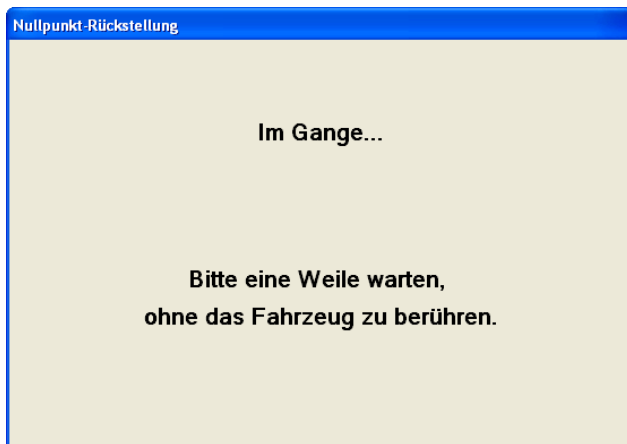 Nullpunkt-Rückstellung
Im Gange...
Bitte eine Weile warten,
ohne das Fahrzeug zu berühren.